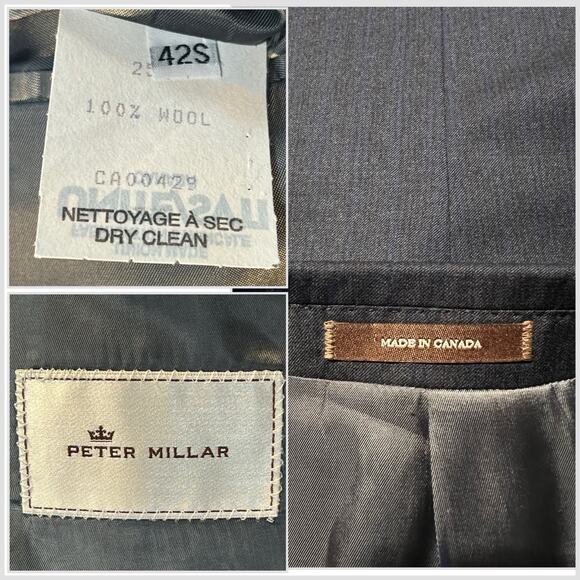 42S
100% WOOL
CA00429
NETTOYAGE À SEC
DRY CLEAN
MADE IN CANADA
PETER MILLAR